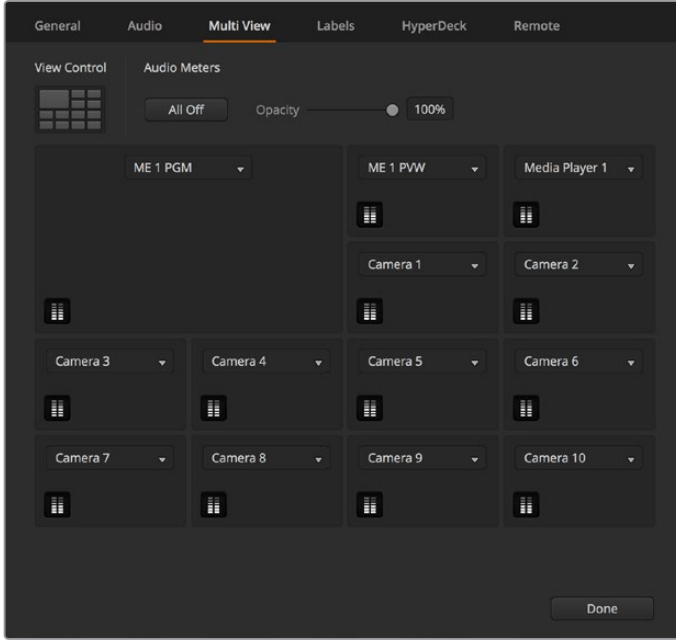 General Audio Multi View Labels HyperDeck Remote
View Control Audio Meters
All Off Opacity 100%
ME 1 PGM ME 1 PVW Media Player 1
Camera 1 Camera 2
Camera 3 Camera 4 Camera 5 Camera 6
Camera 7 Camera 8 Camera 9 Camera 10
Done